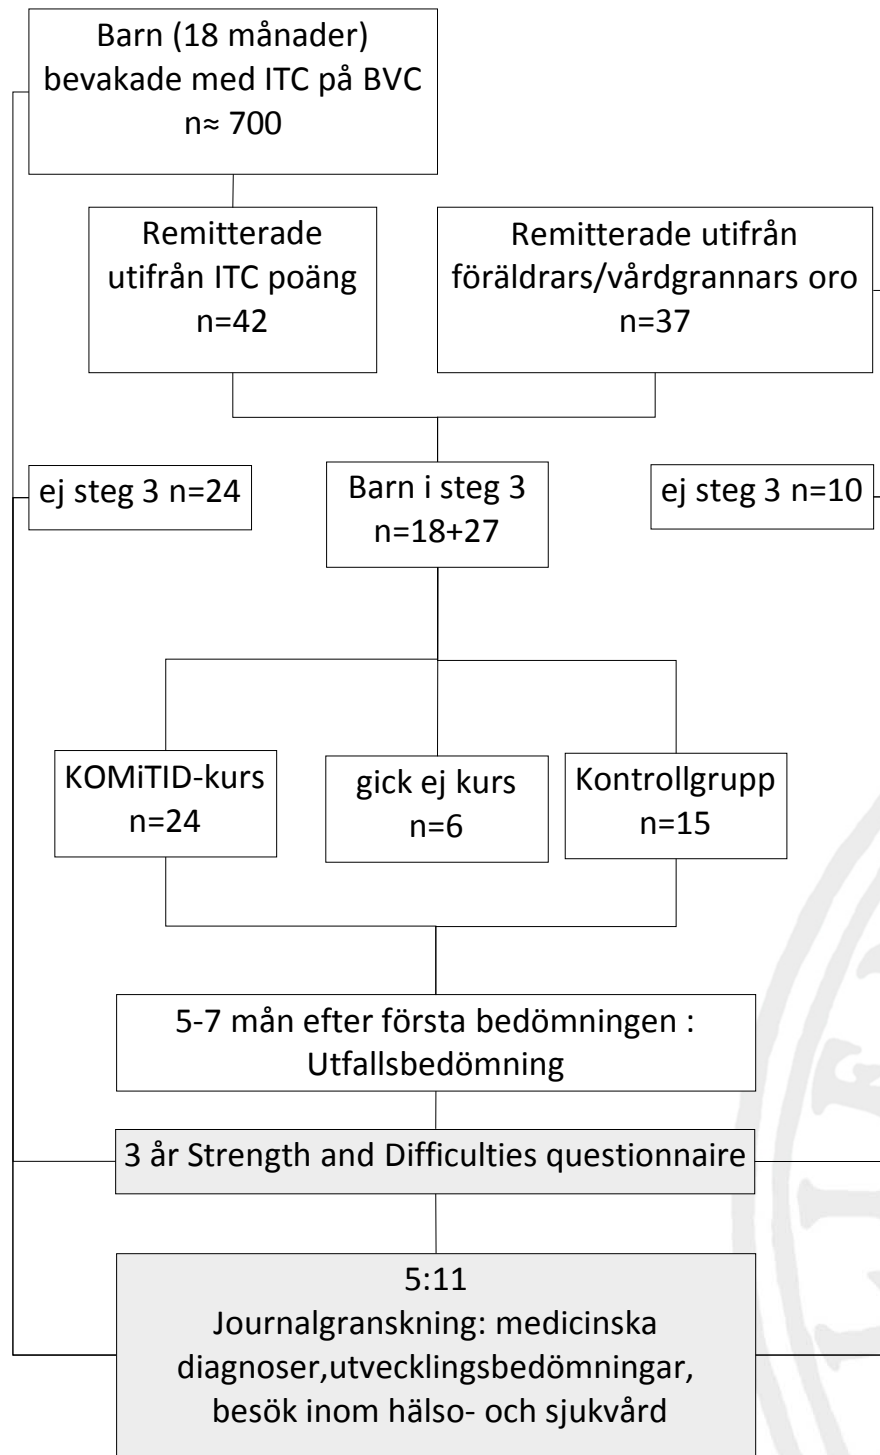 Barn (18 månader)
bevakade med ITC på BVC
n≈ 700
Remitterade
utifrån ITC poäng
n=42
Remitterade utifrån
föräldrars/vårdgrannars oro
n=37
ej steg 3 n=24
Barn i steg 3
n=18+27
ej steg 3 n=10
KOMiTID-kurs
n=24
gick ej kurs
n=6
Kontrollgrupp
n=15
5-7 mån efter första bedömningen :
Utfallsbedömning
3 år Strength and Difficulties questionnaire
5:11
Journalgranskning: medicinska
diagnoser,utvecklingsbedömningar,
besök inom hälso- och sjukvård